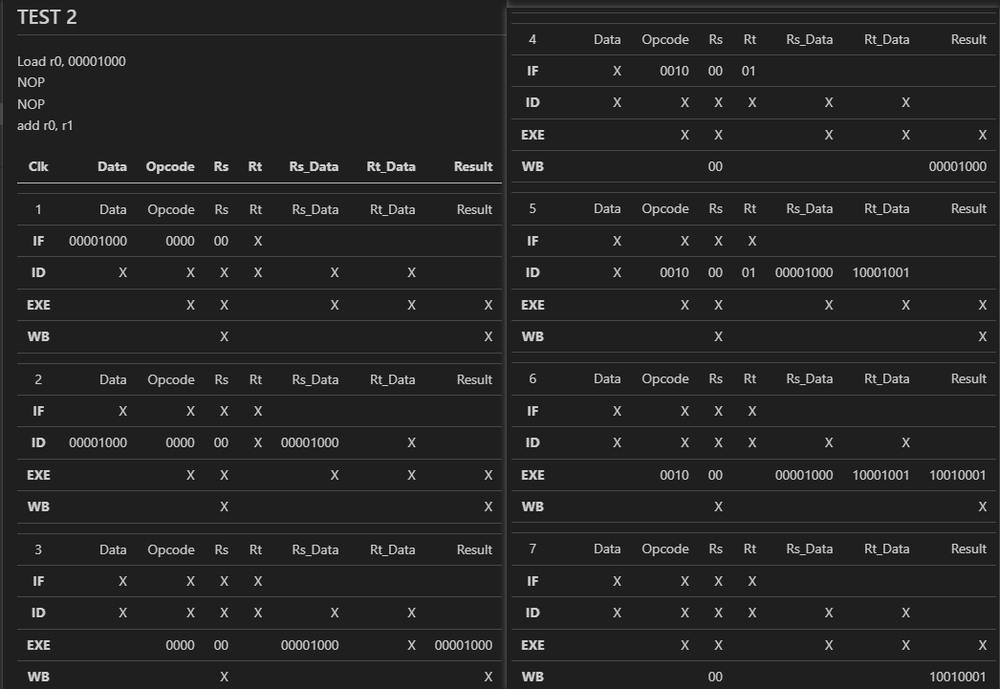 TEST 2
Load r0, 00001000
NOP
NOP
add r0, r1
Clk Data Opcode Rs Rt Rs_Data Rt_Data Result
1 Data Opcode Rs Rt Rs_Data Rt_Data Result
IF 00001000 0000 00 X
ID X X X X X X
EXE X X X X X
WB X X
2 Data Opcode Rs Rt Rs_Data Rt_Data Result
IF X X X X
ID 00001000 0000 00 X 00001000 X
EXE X X X X X
WB X X
3 Data Opcode Rs Rt Rs_Data Rt_Data Result
IF X X X X
ID X X X X X X
EXE 0000 00 00001000 X 00001000
WB X X
4 Data Opcode Rs Rt Rs_Data Rt_Data Result
IF X 0010 00 01
ID X X X X X X
EXE X X X X X
WB 00 00001000
5 Data Opcode Rs Rt Rs_Data Rt_Data Result
IF X X X X
ID X 0010 00 01 00001000 10001001
EXE X X X X X
WB X X
6 Data Opcode Rs Rt Rs_Data Rt_Data Result
IF X X X X
ID X X X X X X
EXE 0010 00 00001000 10001001 10010001
WB X X
7 Data Opcode Rs Rt Rs_Data Rt_Data Result
IF X X X X
ID X X X X X X
EXE X X X X X
WB 00 10010001